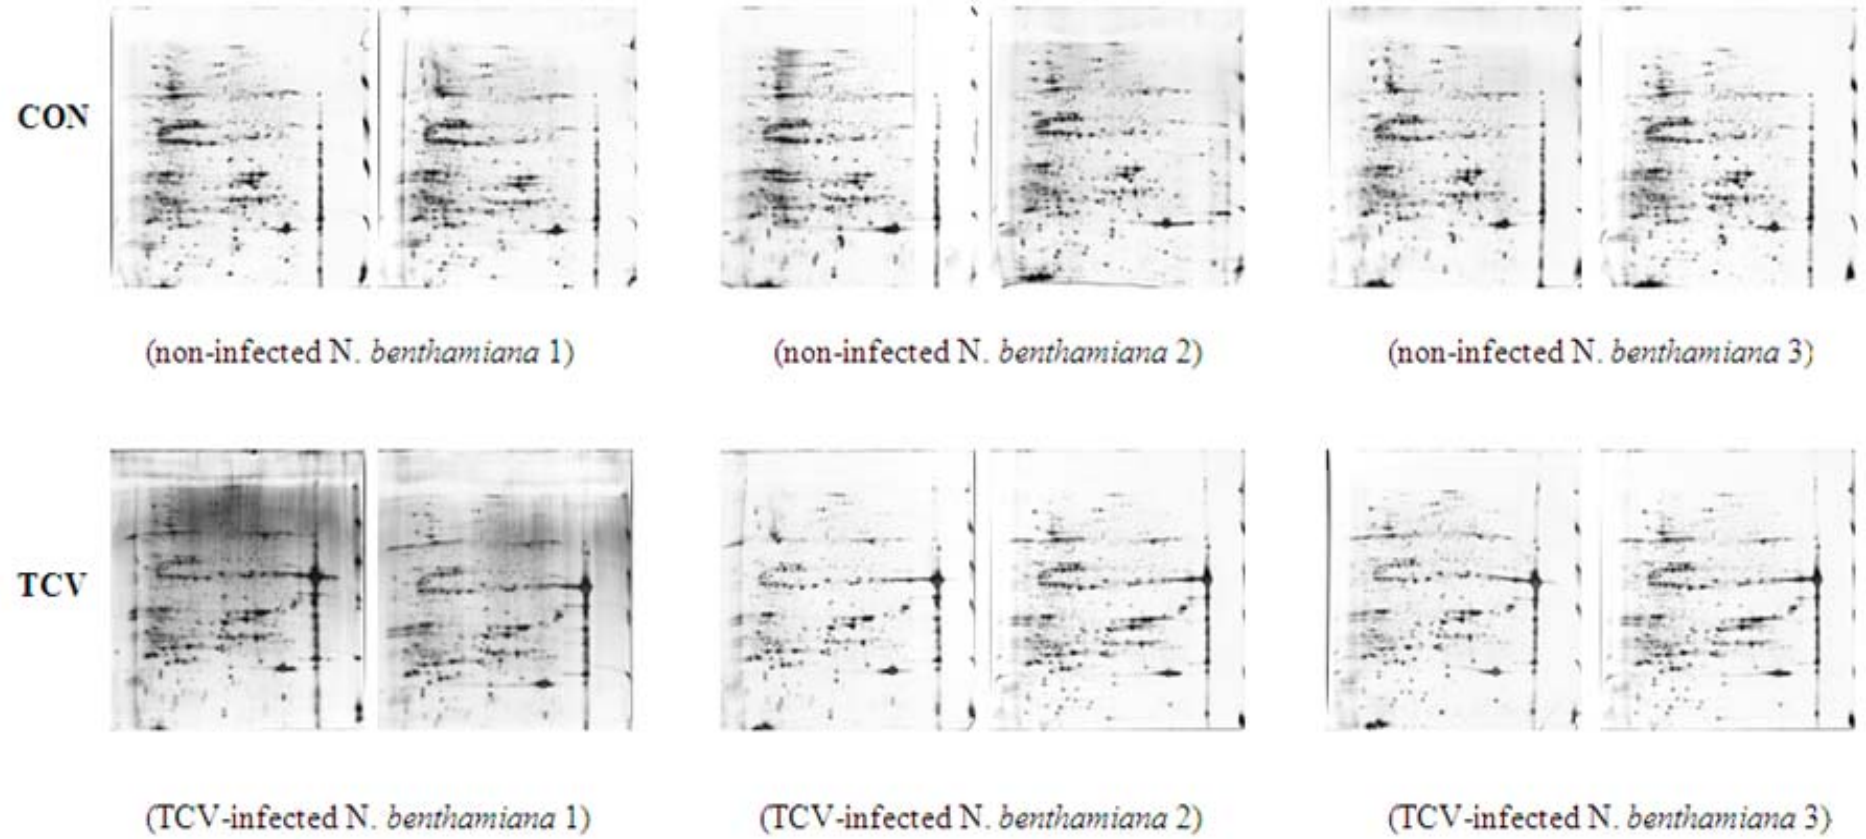 CON
(non-infected N. benthamiana 1)
(non-infected N. benthamiana 2)
(non-infected N. benthamiana 3)
TCV
(TCV-infected N. benthamiana 1)
(TCV-infected N. benthamiana 2)
(TCV-infected N. benthamiana 3)